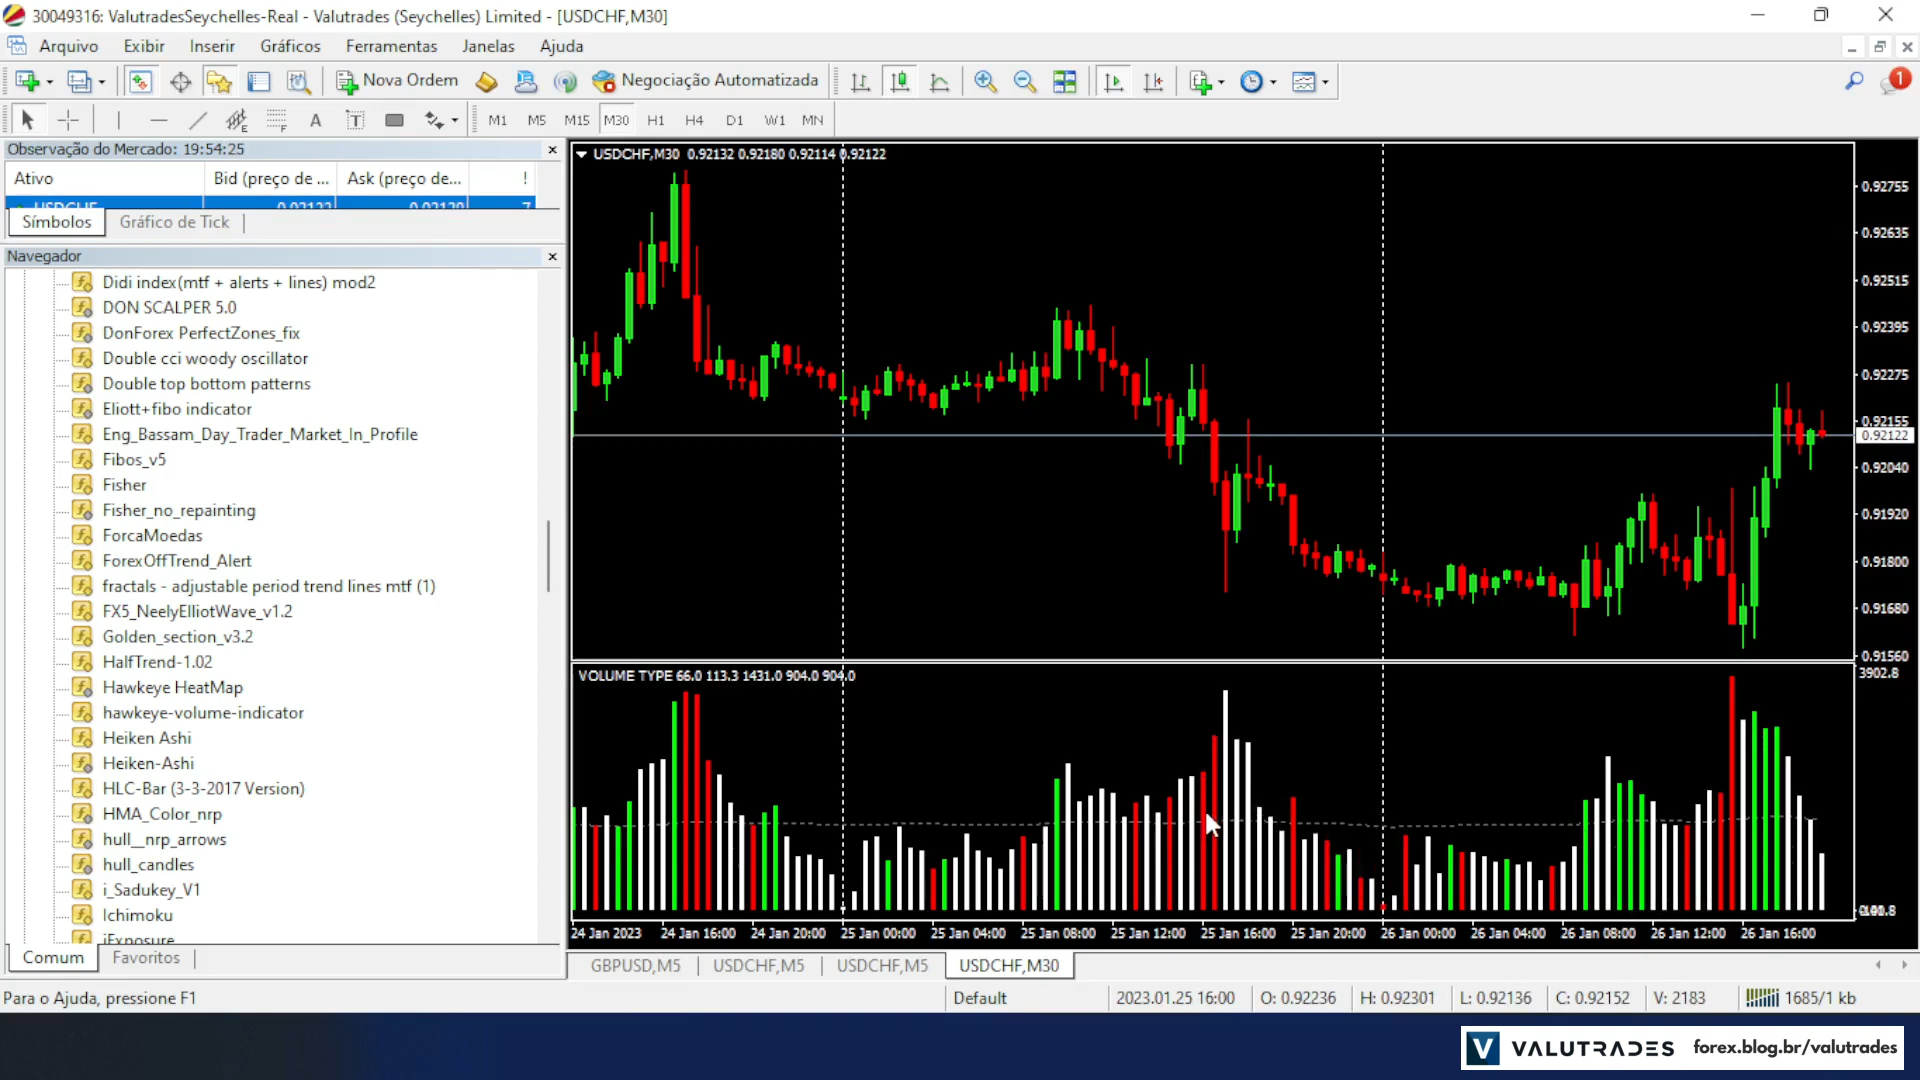 30049316: ValutradesSeychelles-Real - Valutrades (Seychelles) Limited - [USDCHF,M30]
Arquivo Exibir Inserir Gráficos Ferramentas Janelas Ajuda
Nova Ordem Negociação Automatizada 1
A T M1 M5 M15 M30 H1 H4 D1 W1 MN
Observação do Mercado: 19:54:25
Ativo Bid (preço de ... Ask (preço de... !
USDCHF 0.92122
Símbolos Gráfico de Tick
Navegador
Didi index(mtf + alerts + lines) mod2
DON SCALPER 5.0
DonForex PerfectZones_fix
Double cci woody oscillator
Double top bottom patterns
Eliott+fibo indicator
Eng_Bassam_Day_Trader_Market_In_Profile
Fibos_v5
Fisher
Fisher_no_repainting
ForcaMoedas
ForexOffTrend_Alert
fractals - adjustable period trend lines mtf (1)
FX5_NeelyElliotWave_v1.2
Golden_section_v3.2
HalfTrend-1.02
Hawkeye HeatMap
hawkeye-volume-indicator
Heiken Ashi
Heiken-Ashi
HLC-Bar (3-3-2017 Version)
HMA_Color_nrp
hull__nrp_arrows
hull_candles
i_Sadukey_V1
Ichimoku
iExposure
Comum Favoritos
USDCHF,M30 0.92132 0.92180 0.92114 0.92122
0.92755
0.92635
0.92515
0.92395
0.92275
0.92155
0.92122
0.92040
0.91920
0.91800
0.91680
0.91560
VOLUME TYPE 66.0 113.3 1431.0 904.0 904.0
3902.8
24 Jan 2023 24 Jan 16:00 24 Jan 20:00 25 Jan 00:00 25 Jan 04:00 25 Jan 08:00 25 Jan 12:00 25 Jan 16:00 25 Jan 20:00 26 Jan 00:00 26 Jan 04:00 26 Jan 08:00 26 Jan 12:00 26 Jan 16:00
GBPUSD,M5 USDCHF,M5 USDCHF,M5 USDCHF,M30
Para o Ajuda, pressione F1 Default 2023.01.25 16:00 O: 0.92236 H: 0.92301 L: 0.92136 C: 0.92152 V: 2183 1685/1 kb
V VALUTRADES forex.blog.br/valutrades